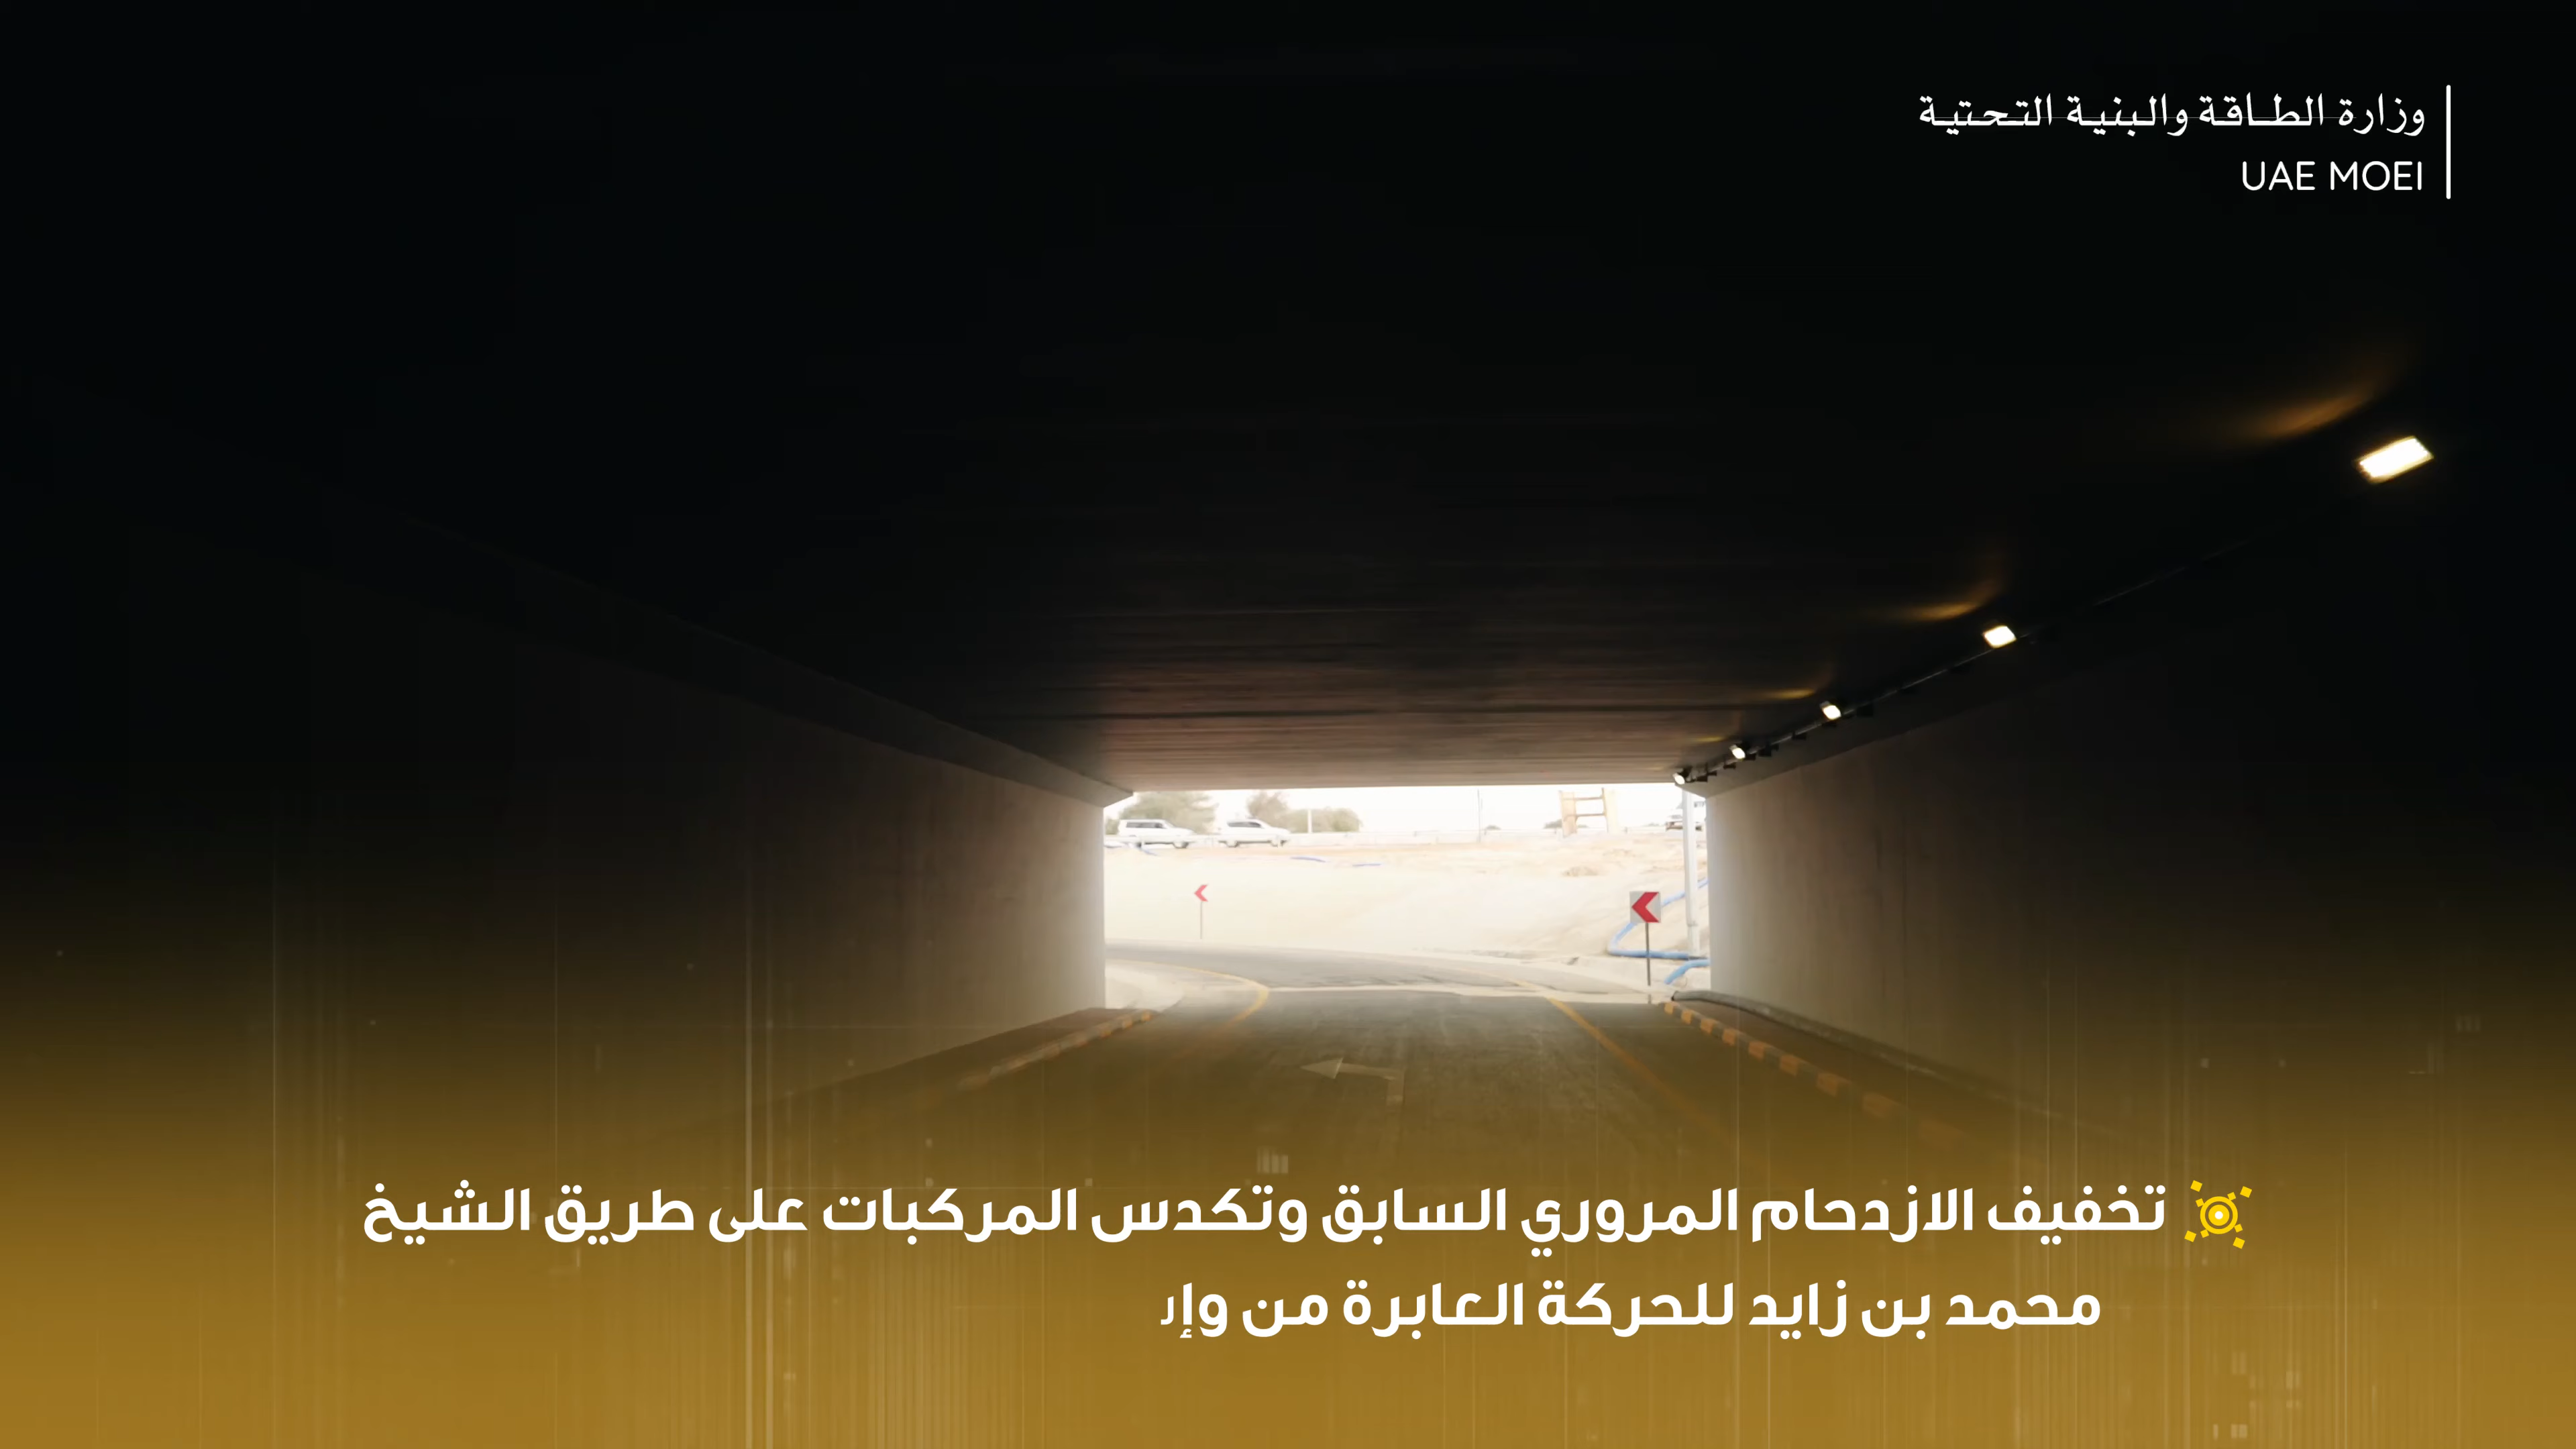 وزارة الطاقة والبنية التحتية
UAE MOEI
تخفيف الازدحام المروري السابق وتكدس المركبات على طريق الشيخ
محمد بن زايد للحركة العابرة من